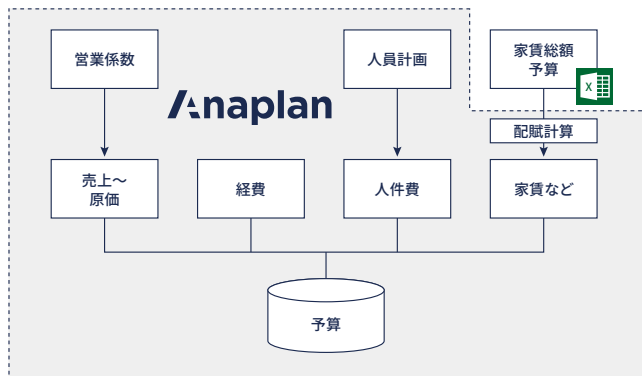 営業係数
人員計画
家賃総額
予算
X
Anaplan
配賦計算
売上〜
原価
経費
人件費
家賃など
予算